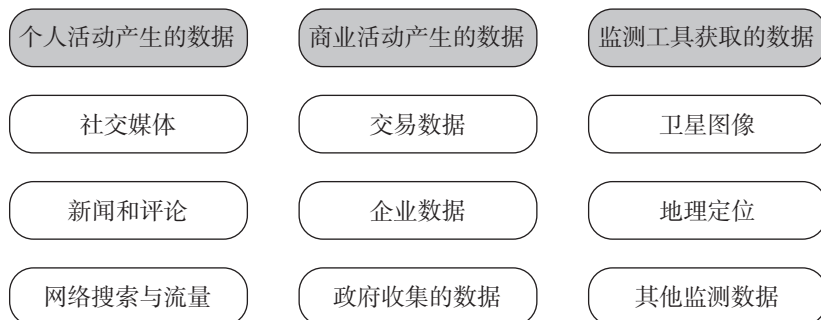 个人活动产生的数据 商业活动产生的数据 监测工具获取的数据
社交媒体 交易数据 卫星图像
新闻和评论 企业数据 地理定位
网络搜索与流量 政府收集的数据 其他监测数据